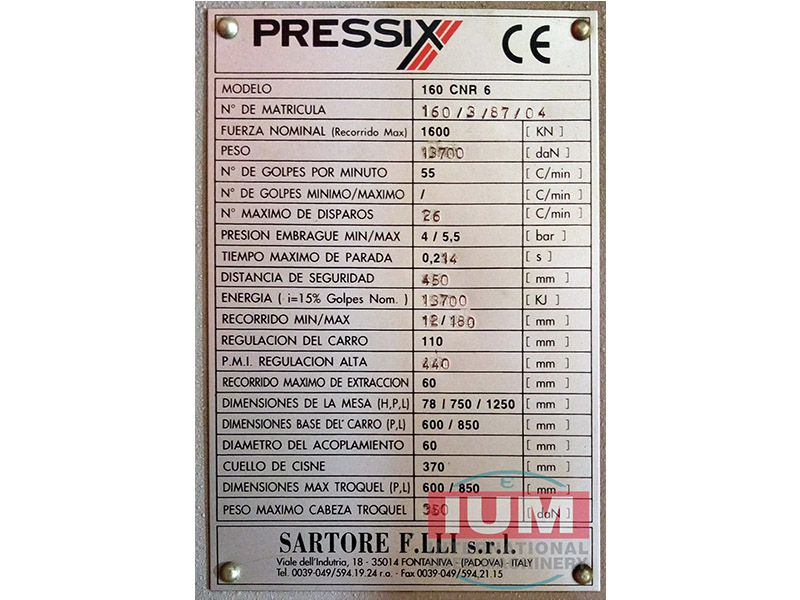 PRESSIX CE
MODELO 160 CNR 6
N° DE MATRICULA 160/3/87/04
FUERZA NOMINAL (Recorrido Max) 1600 [ KN ]
PESO 13700 [ daN ]
N° DE GOLPES POR MINUTO 55 [ C/min ]
N° DE GOLPES MINIMO/MAXIMO / [ C/min ]
N° MAXIMO DE DISPAROS 26 [ C/min ]
PRESION EMBRAGUE MIN/MAX 4 / 5,5 [ bar ]
TIEMPO MAXIMO DE PARADA 0,214 [ s ]
DISTANCIA DE SEGURIDAD 450 [ mm ]
ENERGIA ( i=15% Golpes Nom. ) 13700 [ KJ ]
RECORRIDO MIN/MAX 12/180 [ mm ]
REGULACION DEL CARRO 110 [ mm ]
P.M.I. REGULACION ALTA 440 [ mm ]
RECORRIDO MAXIMO DE EXTRACCION 60 [ mm ]
DIMENSIONES DE LA MESA (H,P,L) 78 / 750 / 1250 [ mm ]
DIMENSIONES BASE DEL' CARRO (P,L) 600 / 850 [ mm ]
DIAMETRO DEL ACOPLAMIENTO 60 [ mm ]
CUELLO DE CISNE 370 [ mm ]
DIMENSIONES MAX TROQUEL (P,L) 600 / 850 [ mm ]
PESO MAXIMO CABEZA TROQUEL 350 [ daN ]
IUM
SARTORE F.LLI s.r.l.
Viale dell'Indutria, 18 - 35014 FONTANIVA - (PADOVA) - ITALY
Tel. 0039-049/594.19.24 r.a. - Fax 0039-049/594.21.15